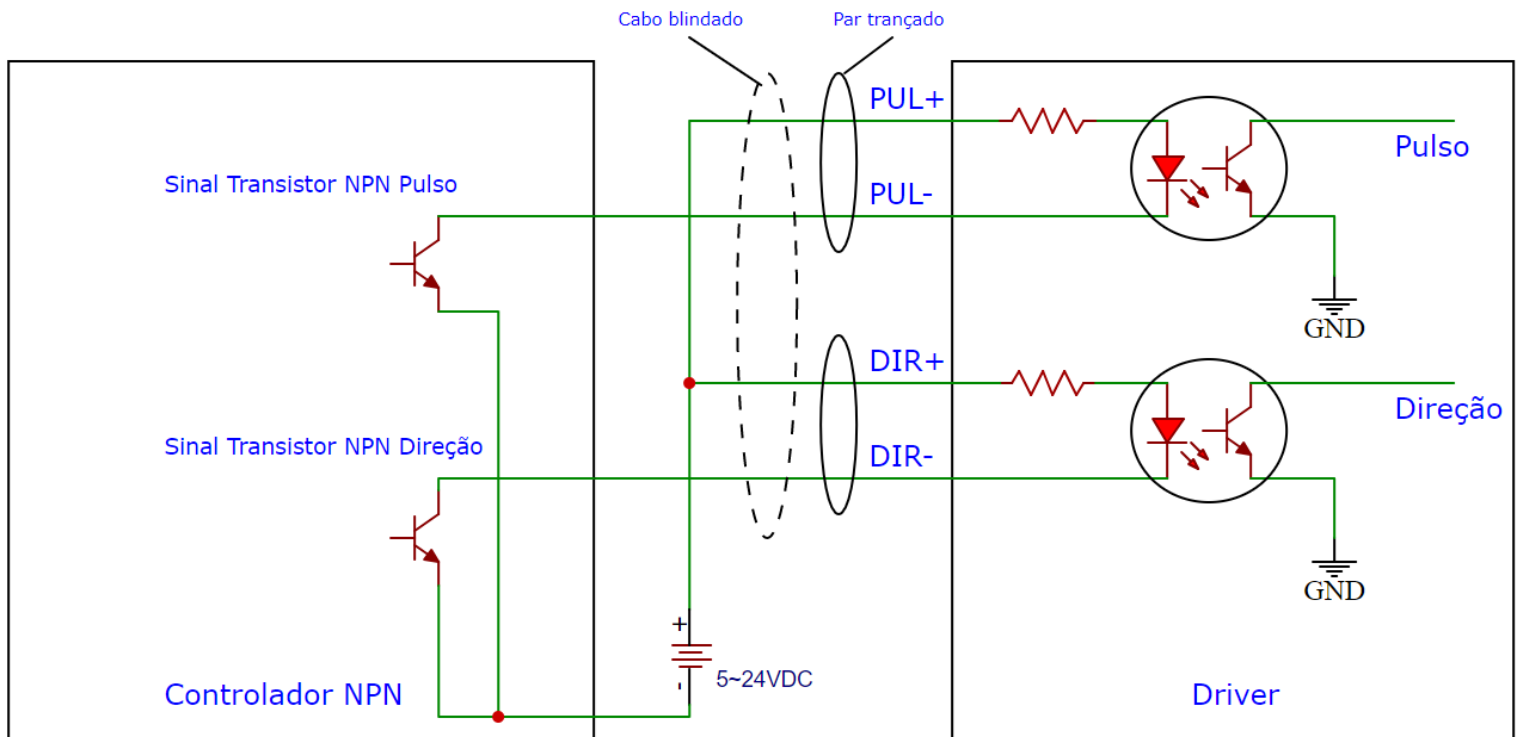 Cabo blindado
Par trançado
PUL+
Pulso
Sinal Transistor NPN Pulso
PUL-
GND
DIR+
Direção
Sinal Transistor NPN Direção
DIR-
GND
+
5~24VDC
-
Controlador NPN
Driver